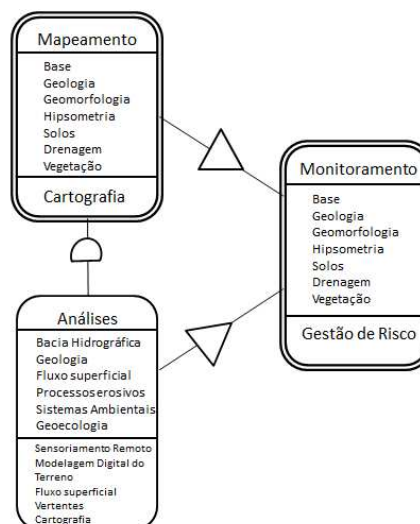 Mapeamento
Base
Geologia
Geomorfologia
Hipsometria
Solos
Drenagem
Vegetação
Cartografia
Monitoramento
Base
Geologia
Geomorfologia
Hipsometria
Solos
Drenagem
Vegetação
Gestão de Risco
Análises
Bacia Hidrográfica
Geologia
Fluxo superficial
Processos erosivos
Sistemas Ambientais
Geoecologia
Sensoriamento Remoto
Modelagem Digital do
Terreno
Fluxo superficial
Vertentes
Cartografia